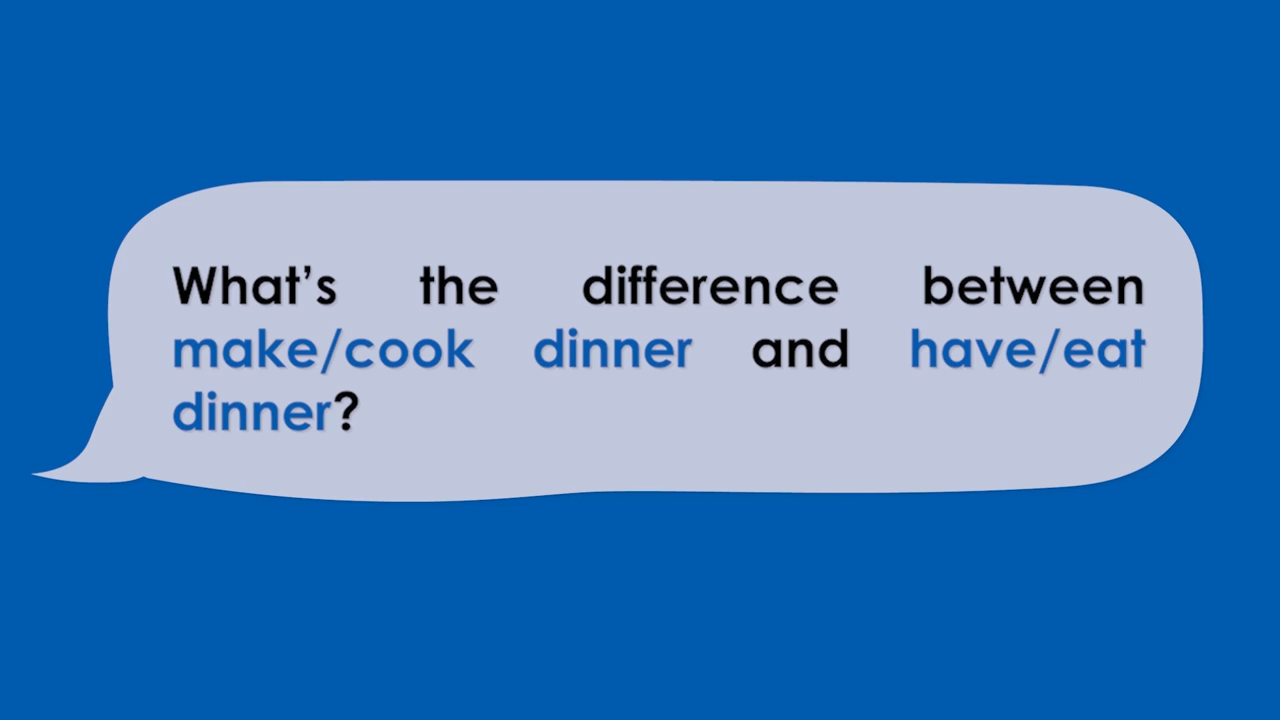 What’s the difference between
make/cook dinner and have/eat
dinner?